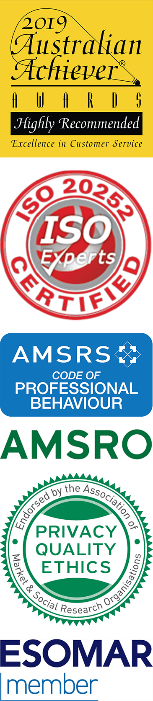 2019
Australian
Achiever®
AWARDS
Highly Recommended
Excellence in Customer Service
ISO 20252
ISO
Experts
CERTIFIED
AMSRS
CODE OF
PROFESSIONAL
BEHAVIOUR
AMSRO
Endorsed by the Association of
PRIVACY
QUALITY
ETHICS
Market & Social Research Organisations
ESOMAR
member